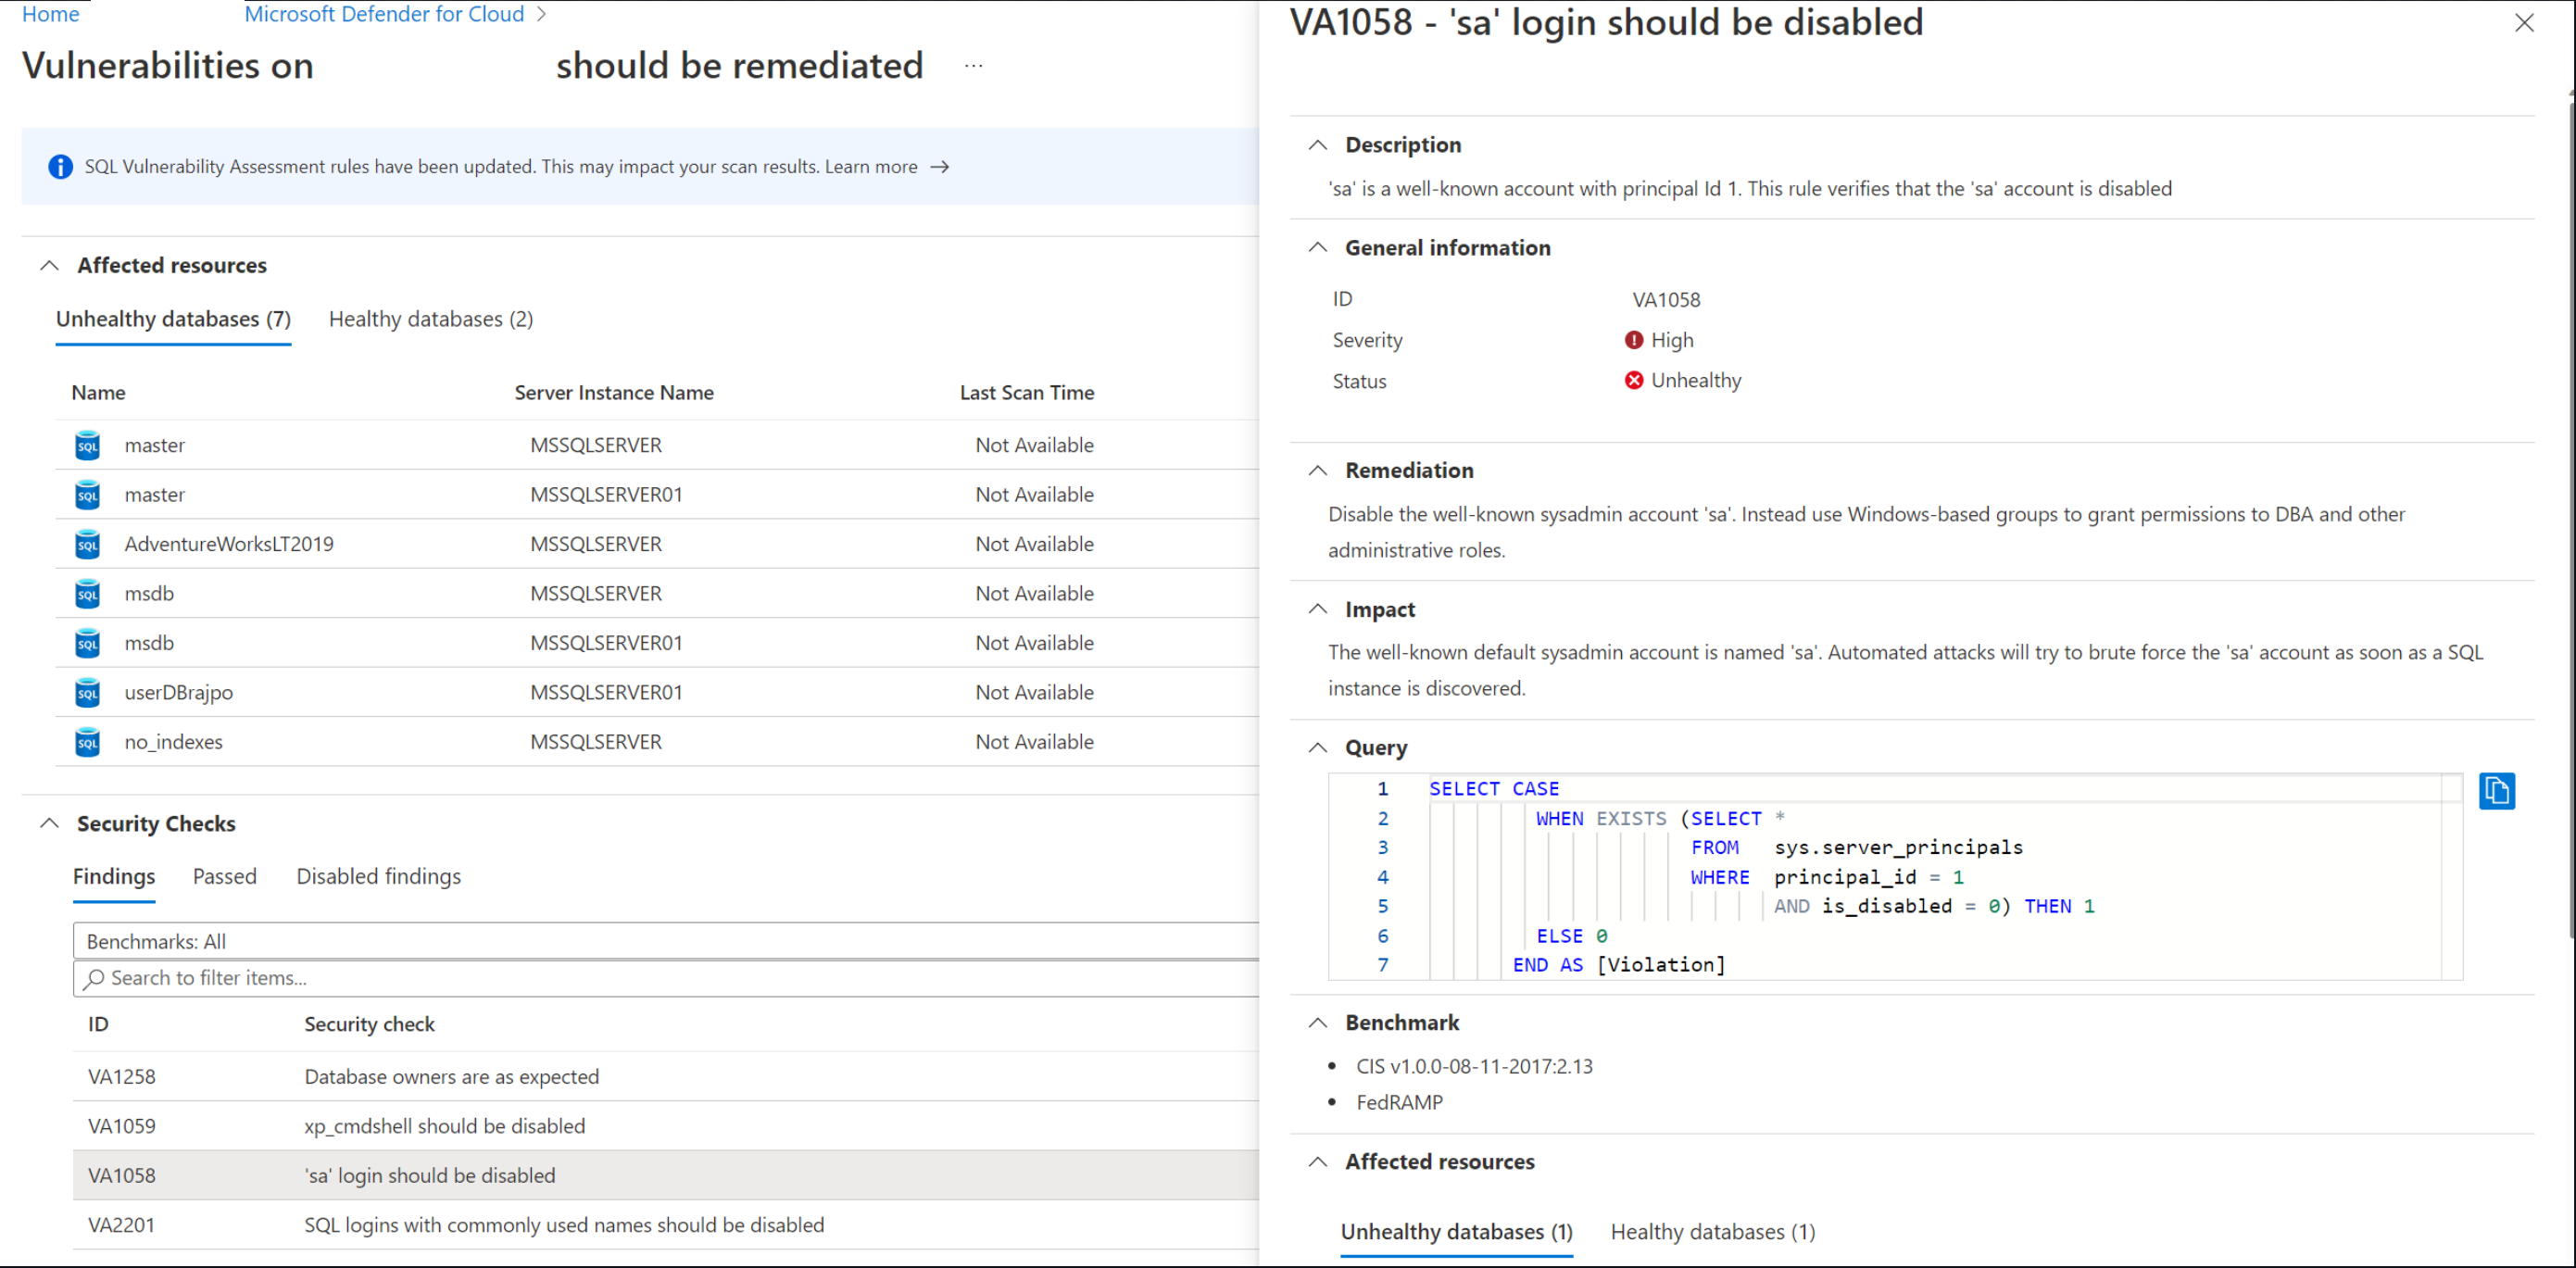 Home Microsoft Defender for Cloud >
Vulnerabilities on should be remediated ...
SQL Vulnerability Assessment rules have been updated. This may impact your scan results. Learn more →
Affected resources
Unhealthy databases (7) Healthy databases (2)
Name Server Instance Name Last Scan Time
SQL master MSSQLSERVER Not Available
SQL master MSSQLSERVER01 Not Available
SQL AdventureWorksLT2019 MSSQLSERVER Not Available
SQL msdb MSSQLSERVER Not Available
SQL msdb MSSQLSERVER01 Not Available
SQL userDBrajpo MSSQLSERVER01 Not Available
SQL no_indexes MSSQLSERVER Not Available
Security Checks
Findings Passed Disabled findings
Benchmarks: All
Search to filter items...
ID Security check
VA1258 Database owners are as expected
VA1059 xp_cmdshell should be disabled
VA1058 'sa' login should be disabled
VA2201 SQL logins with commonly used names should be disabled
VA1058 - 'sa' login should be disabled
Description
'sa' is a well-known account with principal Id 1. This rule verifies that the 'sa' account is disabled
General information
ID VA1058
Severity High
Status Unhealthy
Remediation
Disable the well-known sysadmin account 'sa'. Instead use Windows-based groups to grant permissions to DBA and other
administrative roles.
Impact
The well-known default sysadmin account is named 'sa'. Automated attacks will try to brute force the 'sa' account as soon as a SQL
instance is discovered.
Query
1 SELECT CASE
2 WHEN EXISTS (SELECT *
3 FROM sys.server_principals
4 WHERE principal_id = 1
5 AND is_disabled = 0) THEN 1
6 ELSE 0
7 END AS [Violation]
Benchmark
• CIS v1.0.0-08-11-2017:2.13
• FedRAMP
Affected resources
Unhealthy databases (1) Healthy databases (1)